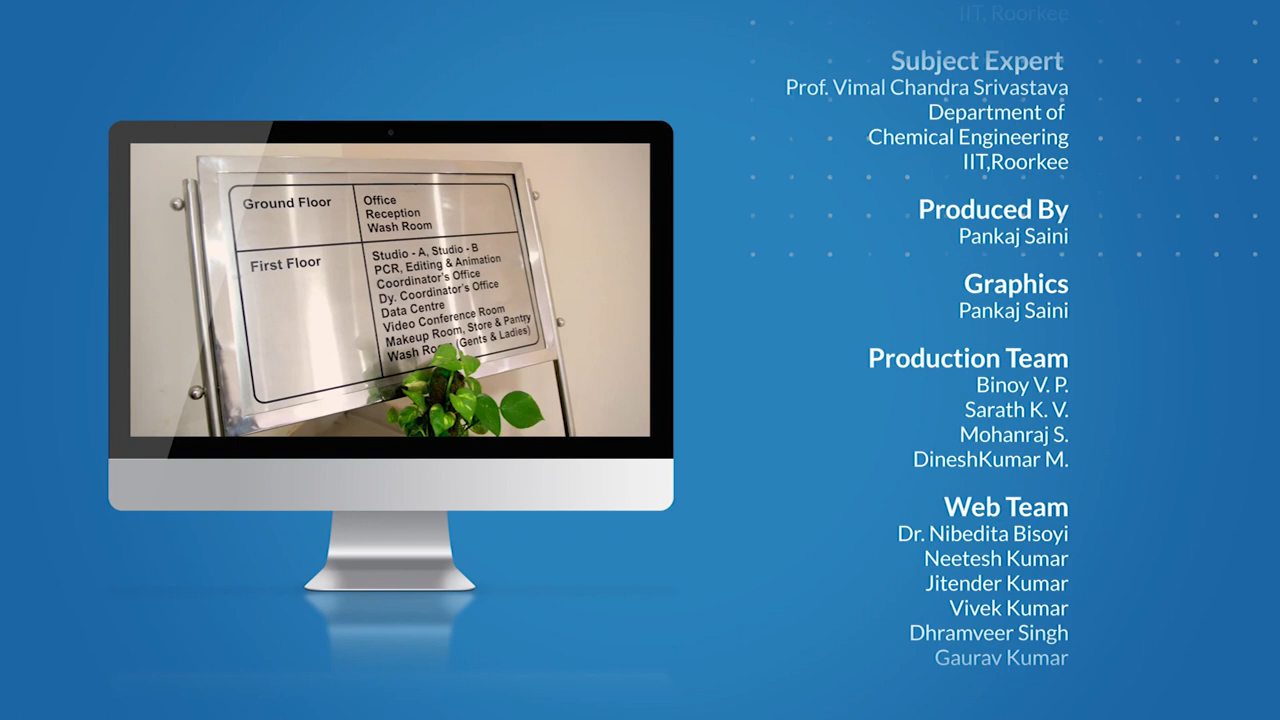 Ground Floor
Office
Reception
Wash Room
First Floor
Studio - A, Studio - B
PCR, Editing & Animation
Coordinator's Office
Dy. Coordinator's Office
Data Centre
Video Conference Room
Makeup Room, Store & Pantry
Wash Room (Gents & Ladies)
IIT, Roorkee
Subject Expert
Prof. Vimal Chandra Srivastava
Department of
Chemical Engineering
IIT,Roorkee
Produced By
Pankaj Saini
Graphics
Pankaj Saini
Production Team
Binoy V. P.
Sarath K. V.
Mohanraj S.
DineshKumar M.
Web Team
Dr. Nibedita Bisoyi
Neetesh Kumar
Jitender Kumar
Vivek Kumar
Dhramveer Singh
Gaurav Kumar